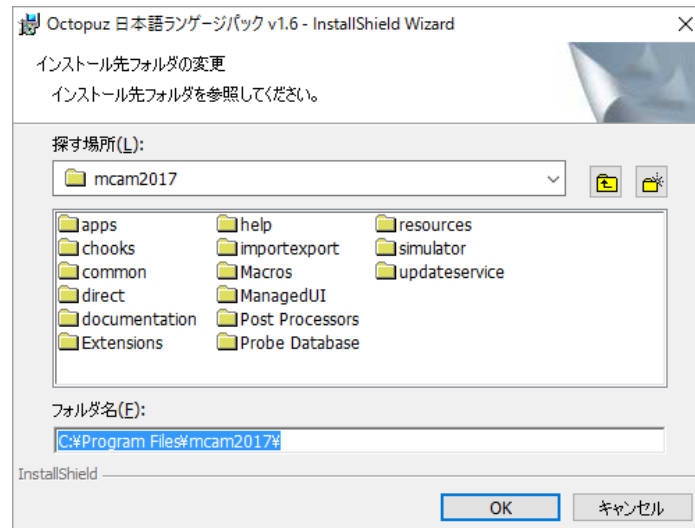 Octopuz 日本語ランゲージパック v1.6 - InstallShield Wizard
インストール先フォルダの変更
インストール先フォルダを参照してください。
探す場所(L):
mcam2017
apps help resources
chooks importexport simulator
common Macros updateservice
direct ManagedUI
documentation Post Processors
Extensions Probe Database
フォルダ名(F):
C:¥Program Files¥mcam2017¥
InstallShield
OK キャンセル